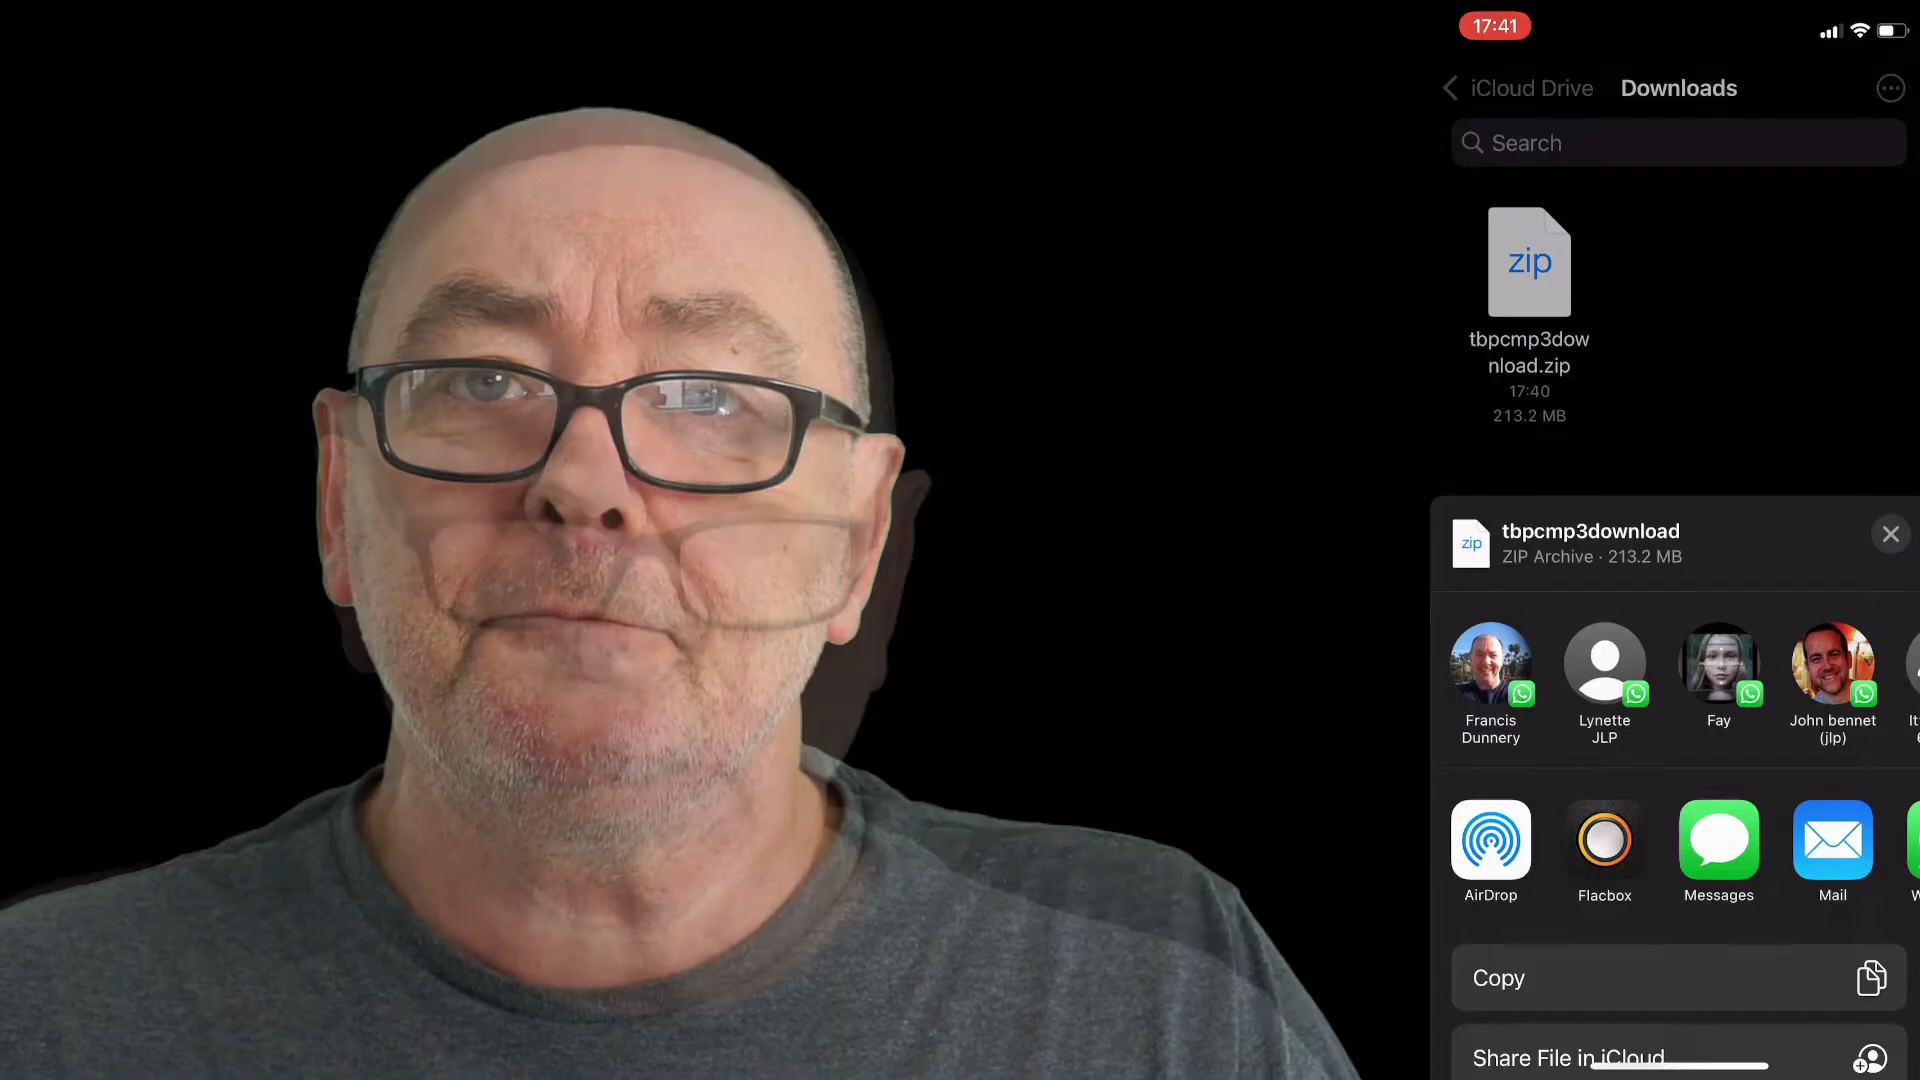 17:41
iCloud Drive Downloads
Search
zip
tbpcmp3dow
nload.zip
17:40
213.2 MB
zip
tbpcmp3download
ZIP Archive · 213.2 MB
Francis
Dunnery
Lynette
JLP
Fay
John bennet
(jlp)
AirDrop
Flacbox
Messages
Mail
Copy
Share File in iCloud